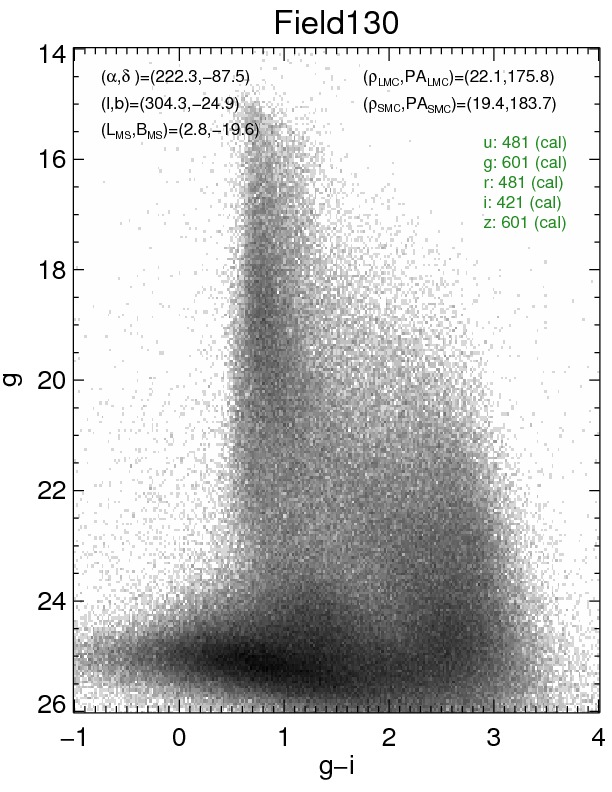 Field130
(α,δ)=(222.3,−87.5)
(ρLMC,PALMC)=(22.1,175.8)
(l,b)=(304.3,−24.9)
(ρSMC,PASMC)=(19.4,183.7)
(LMS,BMS)=(2.8,−19.6)
u: 481 (cal)
g: 601 (cal)
r: 481 (cal)
i: 421 (cal)
z: 601 (cal)
14
16
18
20
22
24
26
g
−1 0 1 2 3 4
g−i